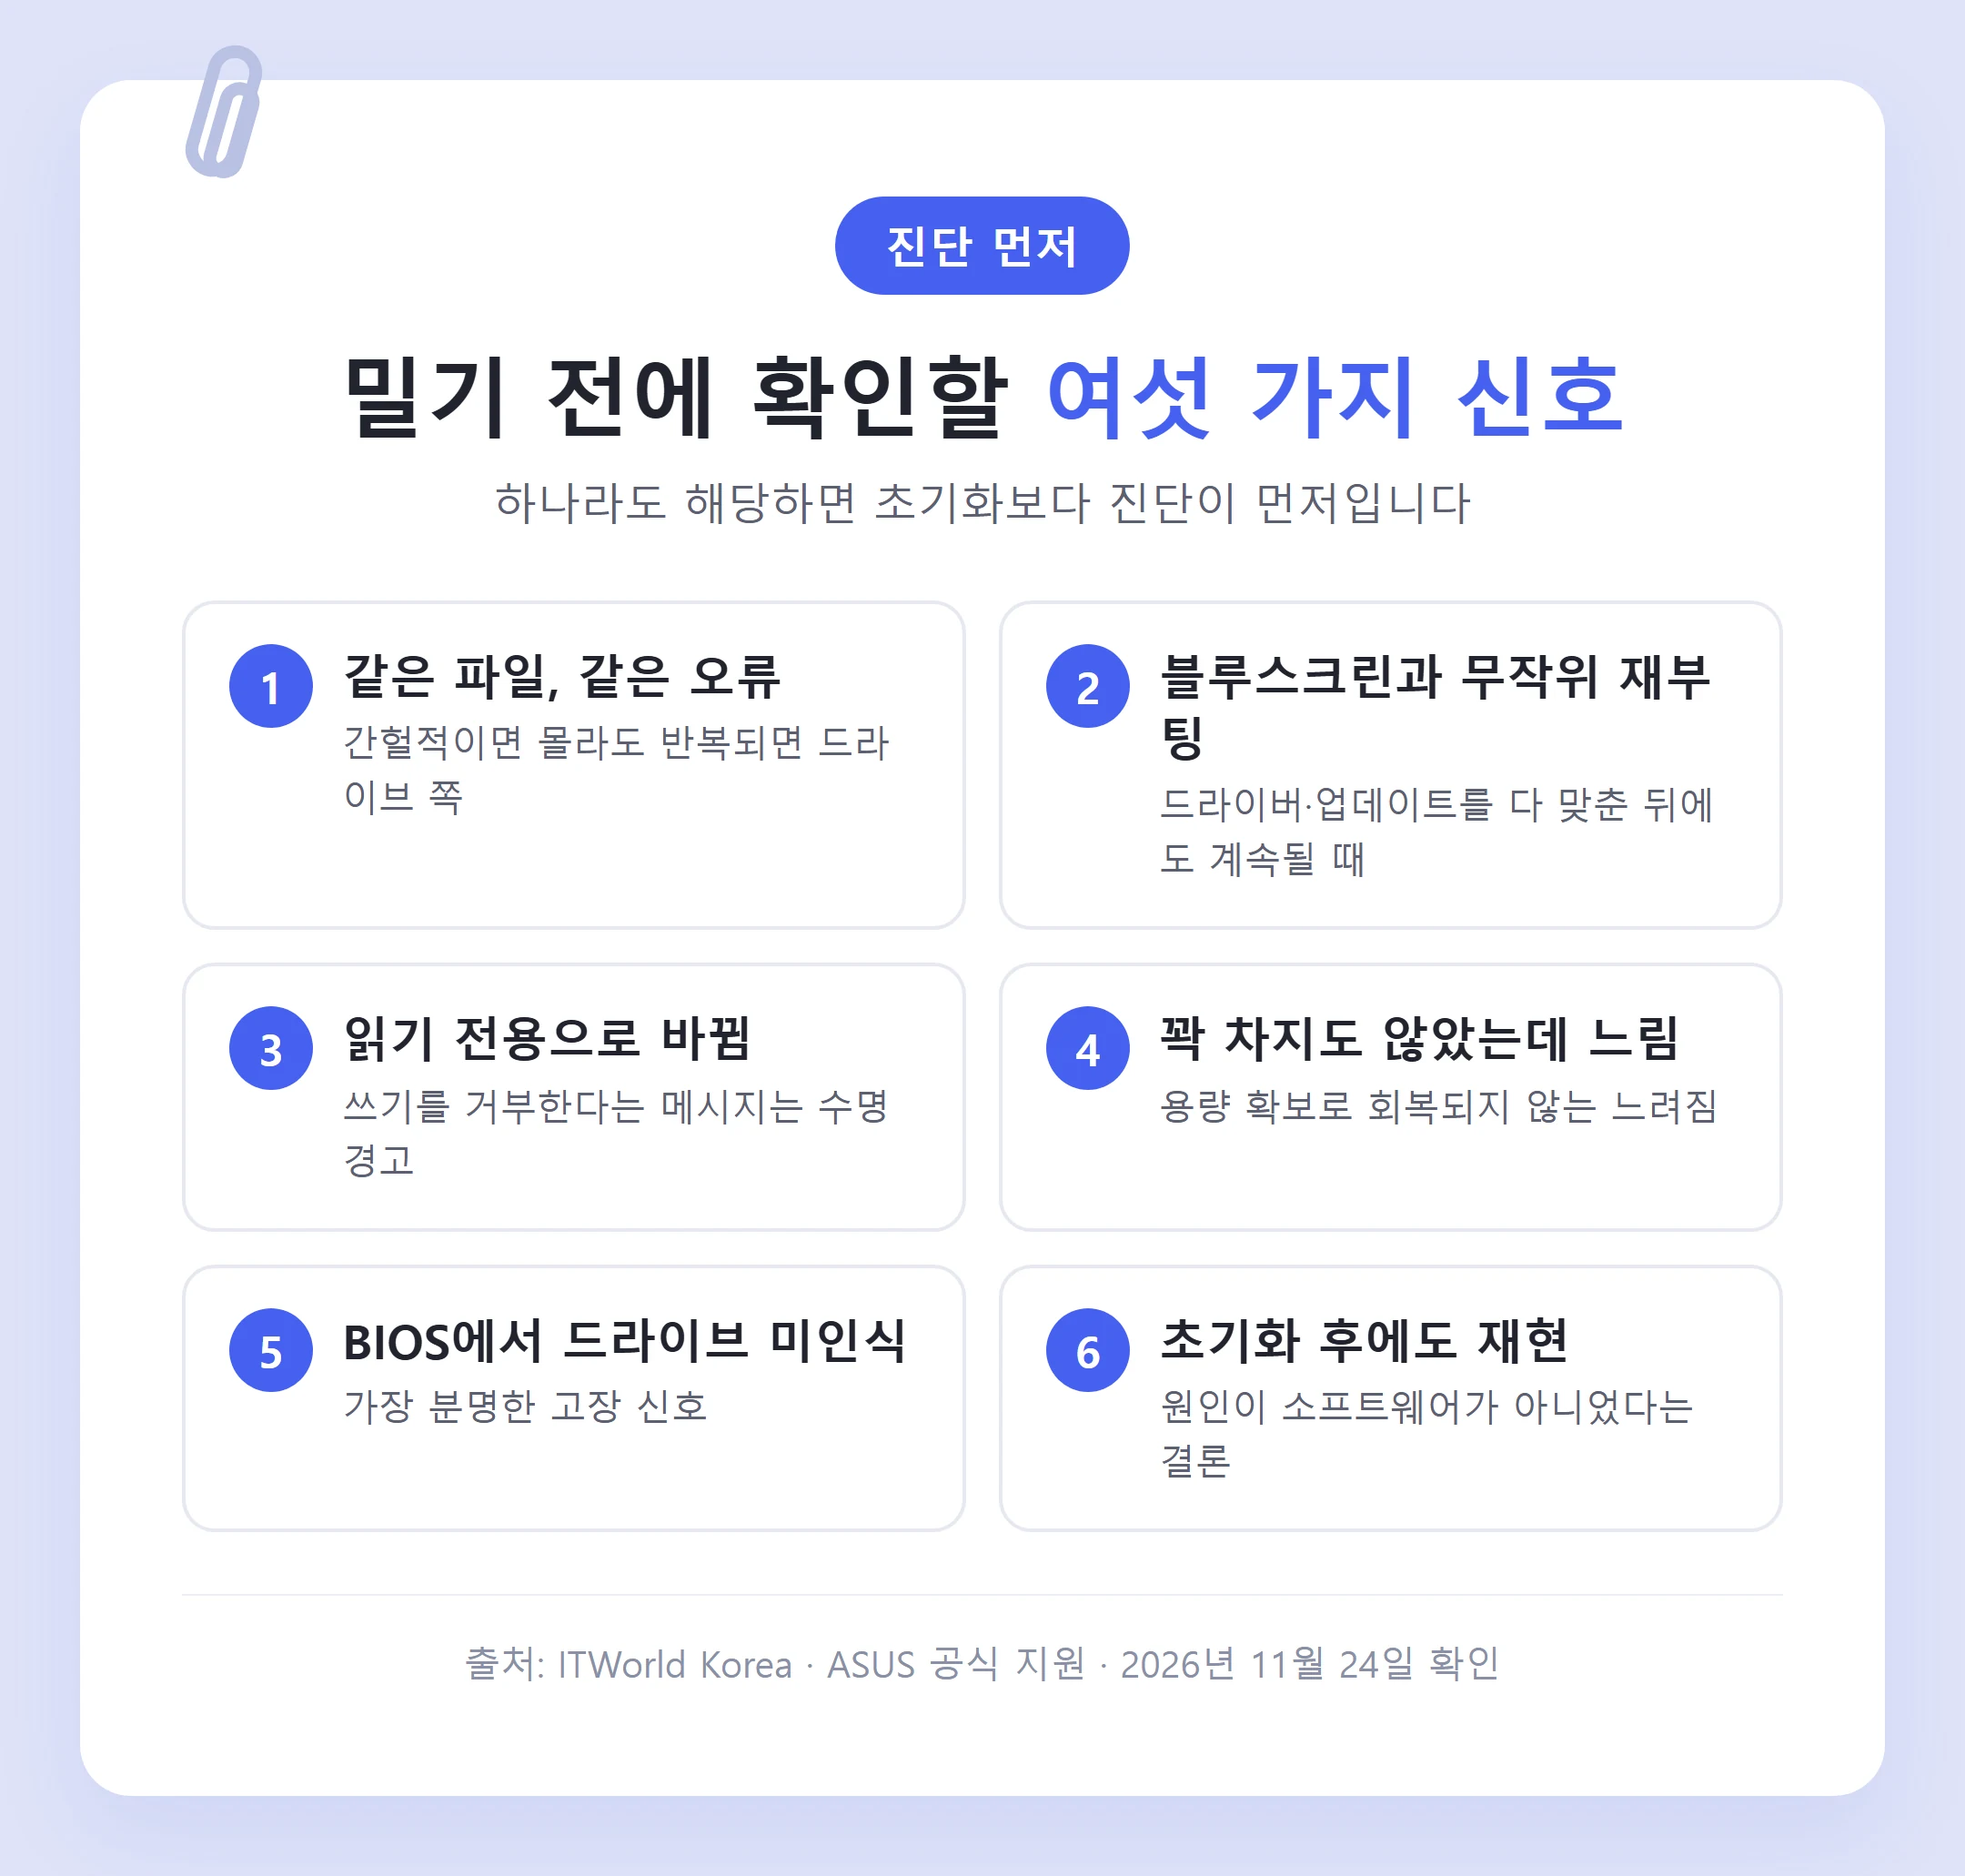 진단 먼저
밀기 전에 확인할 여섯 가지 신호
하나라도 해당하면 초기화보다 진단이 먼저입니다
1
같은 파일, 같은 오류
간헐적이면 몰라도 반복되면 드라
이브 쪽
2
블루스크린과 무작위 재부
팅
드라이버·업데이트를 다 맞춘 뒤에
도 계속될 때
3
읽기 전용으로 바뀜
쓰기를 거부한다는 메시지는 수명
경고
4
꽉 차지도 않았는데 느림
용량 확보로 회복되지 않는 느려짐
5
BIOS에서 드라이브 미인식
가장 분명한 고장 신호
6
초기화 후에도 재현
원인이 소프트웨어가 아니었다는
결론
출처: ITWorld Korea · ASUS 공식 지원 · 2026년 11월 24일 확인